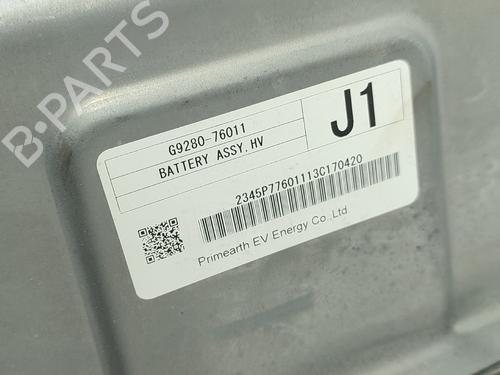 B-PARTS
G9280-76011
BATTERY ASSY,HV
J1
2345P77601113C170420
Primearth EV Energy Co.,Ltd.